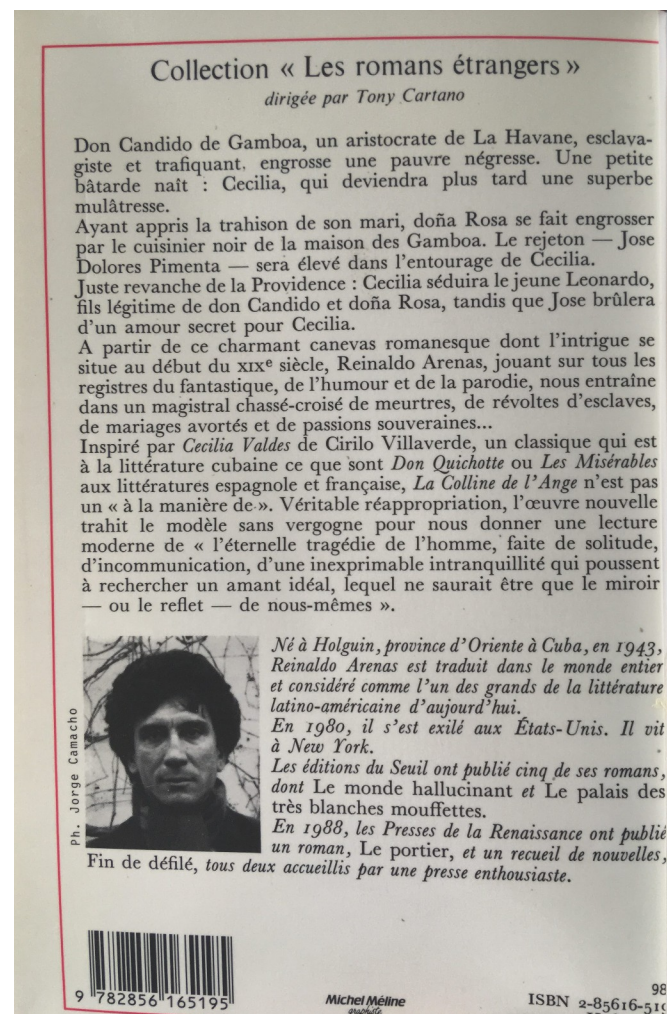 Collection « Les romans étrangers »
dirigée par Tony Cartano
Don Candido de Gamboa, un aristocrate de La Havane, esclava-
giste et trafiquant, engrosse une pauvre négresse. Une petite
bâtarde naît : Cecilia, qui deviendra plus tard une superbe
mulâtresse.
Ayant appris la trahison de son mari, doña Rosa se fait engrosser
par le cuisinier noir de la maison des Gamboa. Le rejeton — Jose
Dolores Pimenta — sera élevé dans l'entourage de Cecilia.
Juste revanche de la Providence : Cecilia séduira le jeune Leonardo,
fils légitime de don Candido et doña Rosa, tandis que Jose brûlera
d'un amour secret pour Cecilia.
A partir de ce charmant canevas romanesque dont l'intrigue se
situe au début du XIXe siècle, Reinaldo Arenas, jouant sur tous les
registres du fantastique, de l'humour et de la parodie, nous entraîne
dans un magistral chassé-croisé de meurtres, de révoltes d'esclaves,
de mariages avortés et de passions souveraines...
Inspiré par Cecilia Valdes de Cirilo Villaverde, un classique qui est
à la littérature cubaine ce que sont Don Quichotte ou Les Misérables
aux littératures espagnole et française, La Colline de l'Ange n'est pas
un « à la manière de ». Véritable réappropriation, l'œuvre nouvelle
trahit le modèle sans vergogne pour nous donner une lecture
moderne de « l'éternelle tragédie de l'homme, faite de solitude,
d'incommunication, d'une inexprimable intranquillité qui poussent
à rechercher un amant idéal, lequel ne saurait être que le miroir
— ou le reflet — de nous-mêmes ».
Ph. Jorge Camacho
Né à Holguin, province d'Oriente à Cuba, en 1943,
Reinaldo Arenas est traduit dans le monde entier
et considéré comme l'un des grands de la littérature
latino-américaine d'aujourd'hui.
En 1980, il s'est exilé aux États-Unis. Il vit
à New York.
Les éditions du Seuil ont publié cinq de ses romans,
dont Le monde hallucinant et Le palais des
très blanches mouffettes.
En 1988, les Presses de la Renaissance ont publié
un roman, Le portier, et un recueil de nouvelles,
Fin de défilé, tous deux accueillis par une presse enthousiaste.
9 782856 165195
Michel Méline
graphiste
98
ISBN 2-85616-519